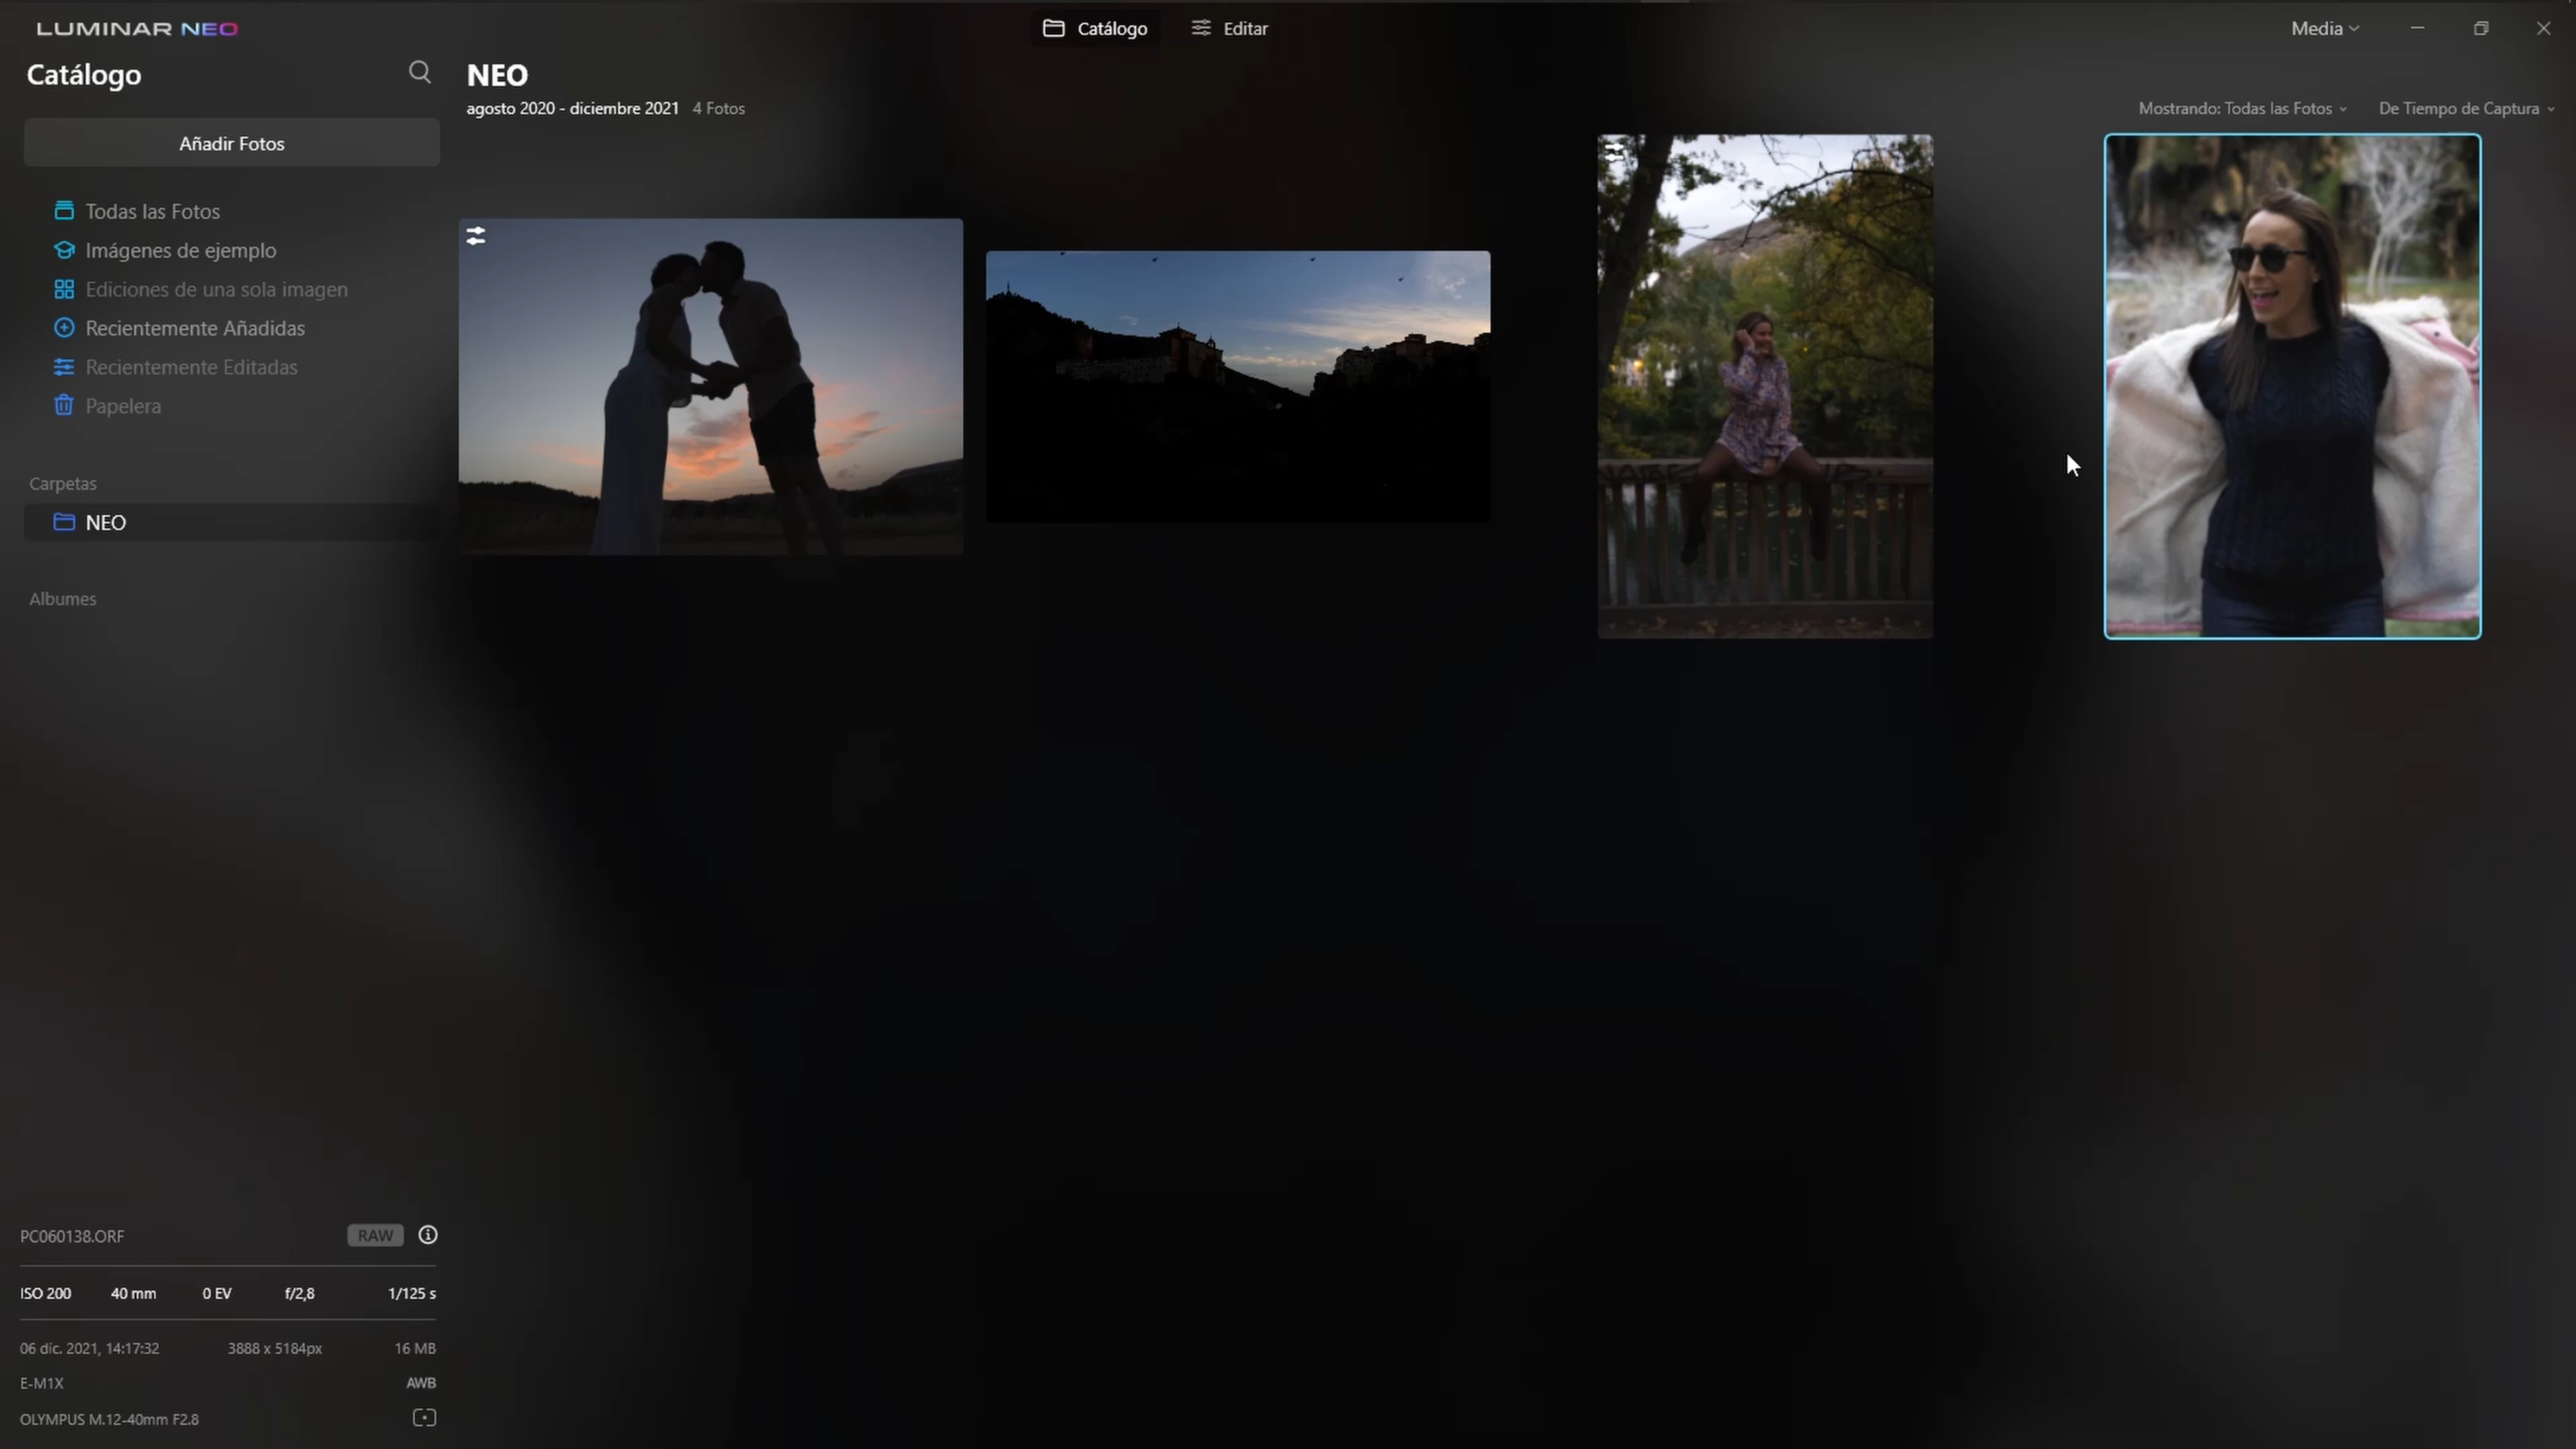 LUMINAR NEO
Catálogo
Editar
Media
Catálogo
NEO
agosto 2020 - diciembre 2021 4 Fotos
Mostrando: Todas las Fotos
De Tiempo de Captura
Añadir Fotos
Todas las Fotos
Imágenes de ejemplo
Ediciones de una sola imagen
Recientemente Añadidas
Recientemente Editadas
Papelera
Carpetas
NEO
Albumes
PC060138.ORF RAW
ISO 200 40 mm 0 EV f/2,8 1/125 s
06 dic. 2021, 14:17:32 3888 x 5184px 16 MB
E-M1X AWB
OLYMPUS M.12-40mm F2.8